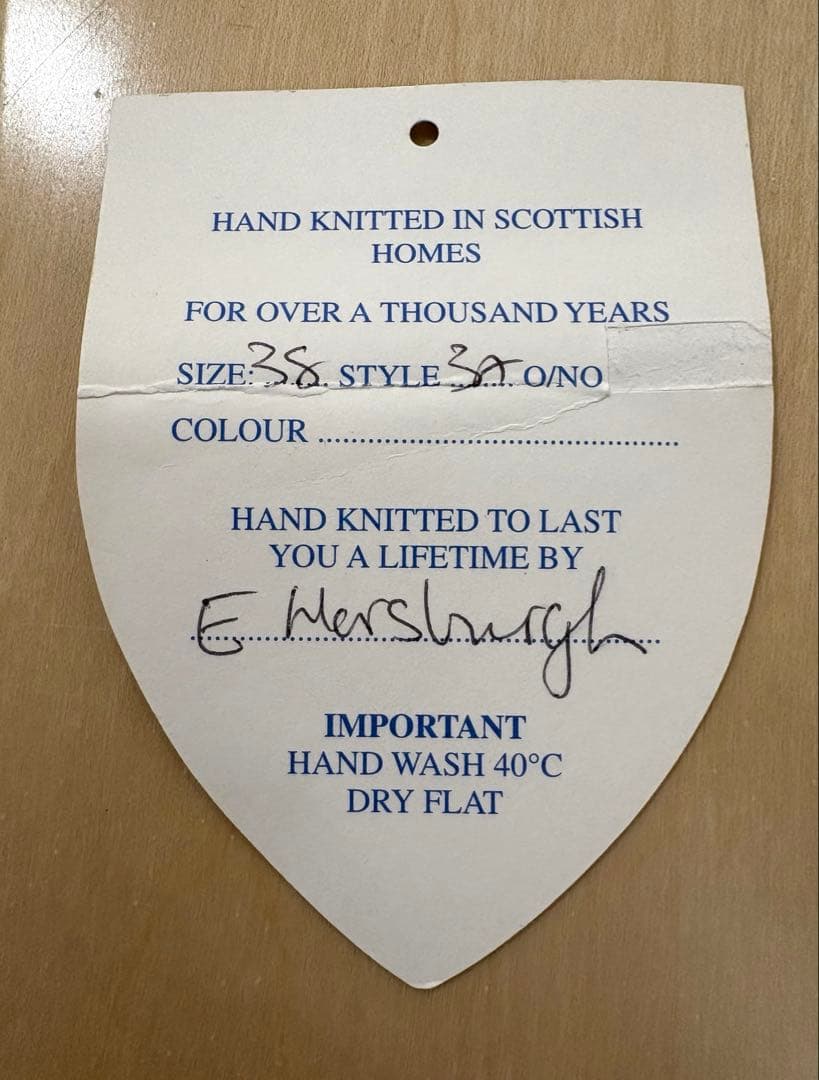 HAND KNITTED IN SCOTTISH
HOMES
FOR OVER A THOUSAND YEARS
SIZE: 38 STYLE O/NO
COLOUR ........................................
HAND KNITTED TO LAST
YOU A LIFETIME BY
E
IMPORTANT
HAND WASH 40°C
DRY FLAT